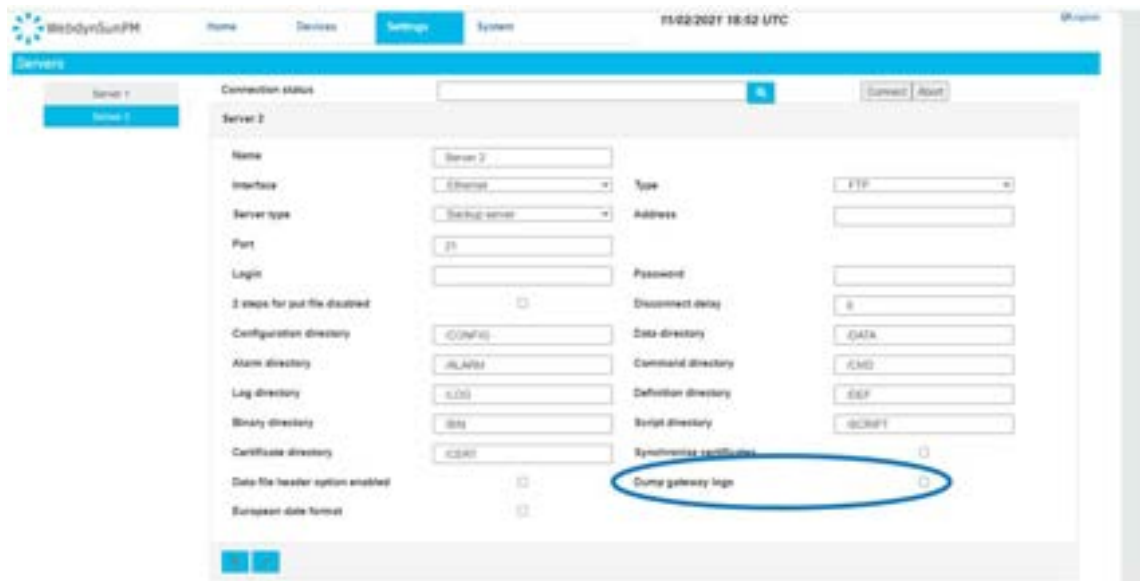 WebdynSunPM
Home Devices Settings System
11/02/2021 18:52 UTC
English
Servers
Server 1
Server 2
Connection status
Connect Abort
Server 2
Name Server 2
Interface Ethernet Type FTP
Server type Backup server Address
Port 21
Login Password
2 steps for put file disabled Disconnect delay
Configuration directory /CONFIG Data directory /DATA
Alarm directory /ALARM Command directory /CMD
Log directory /LOG Definition directory /DEF
Binary directory /BIN Script directory /SCRIPT
Certificate directory /CERT Synchronise certificates
Data file header option enabled Dump gateway logs
European date format